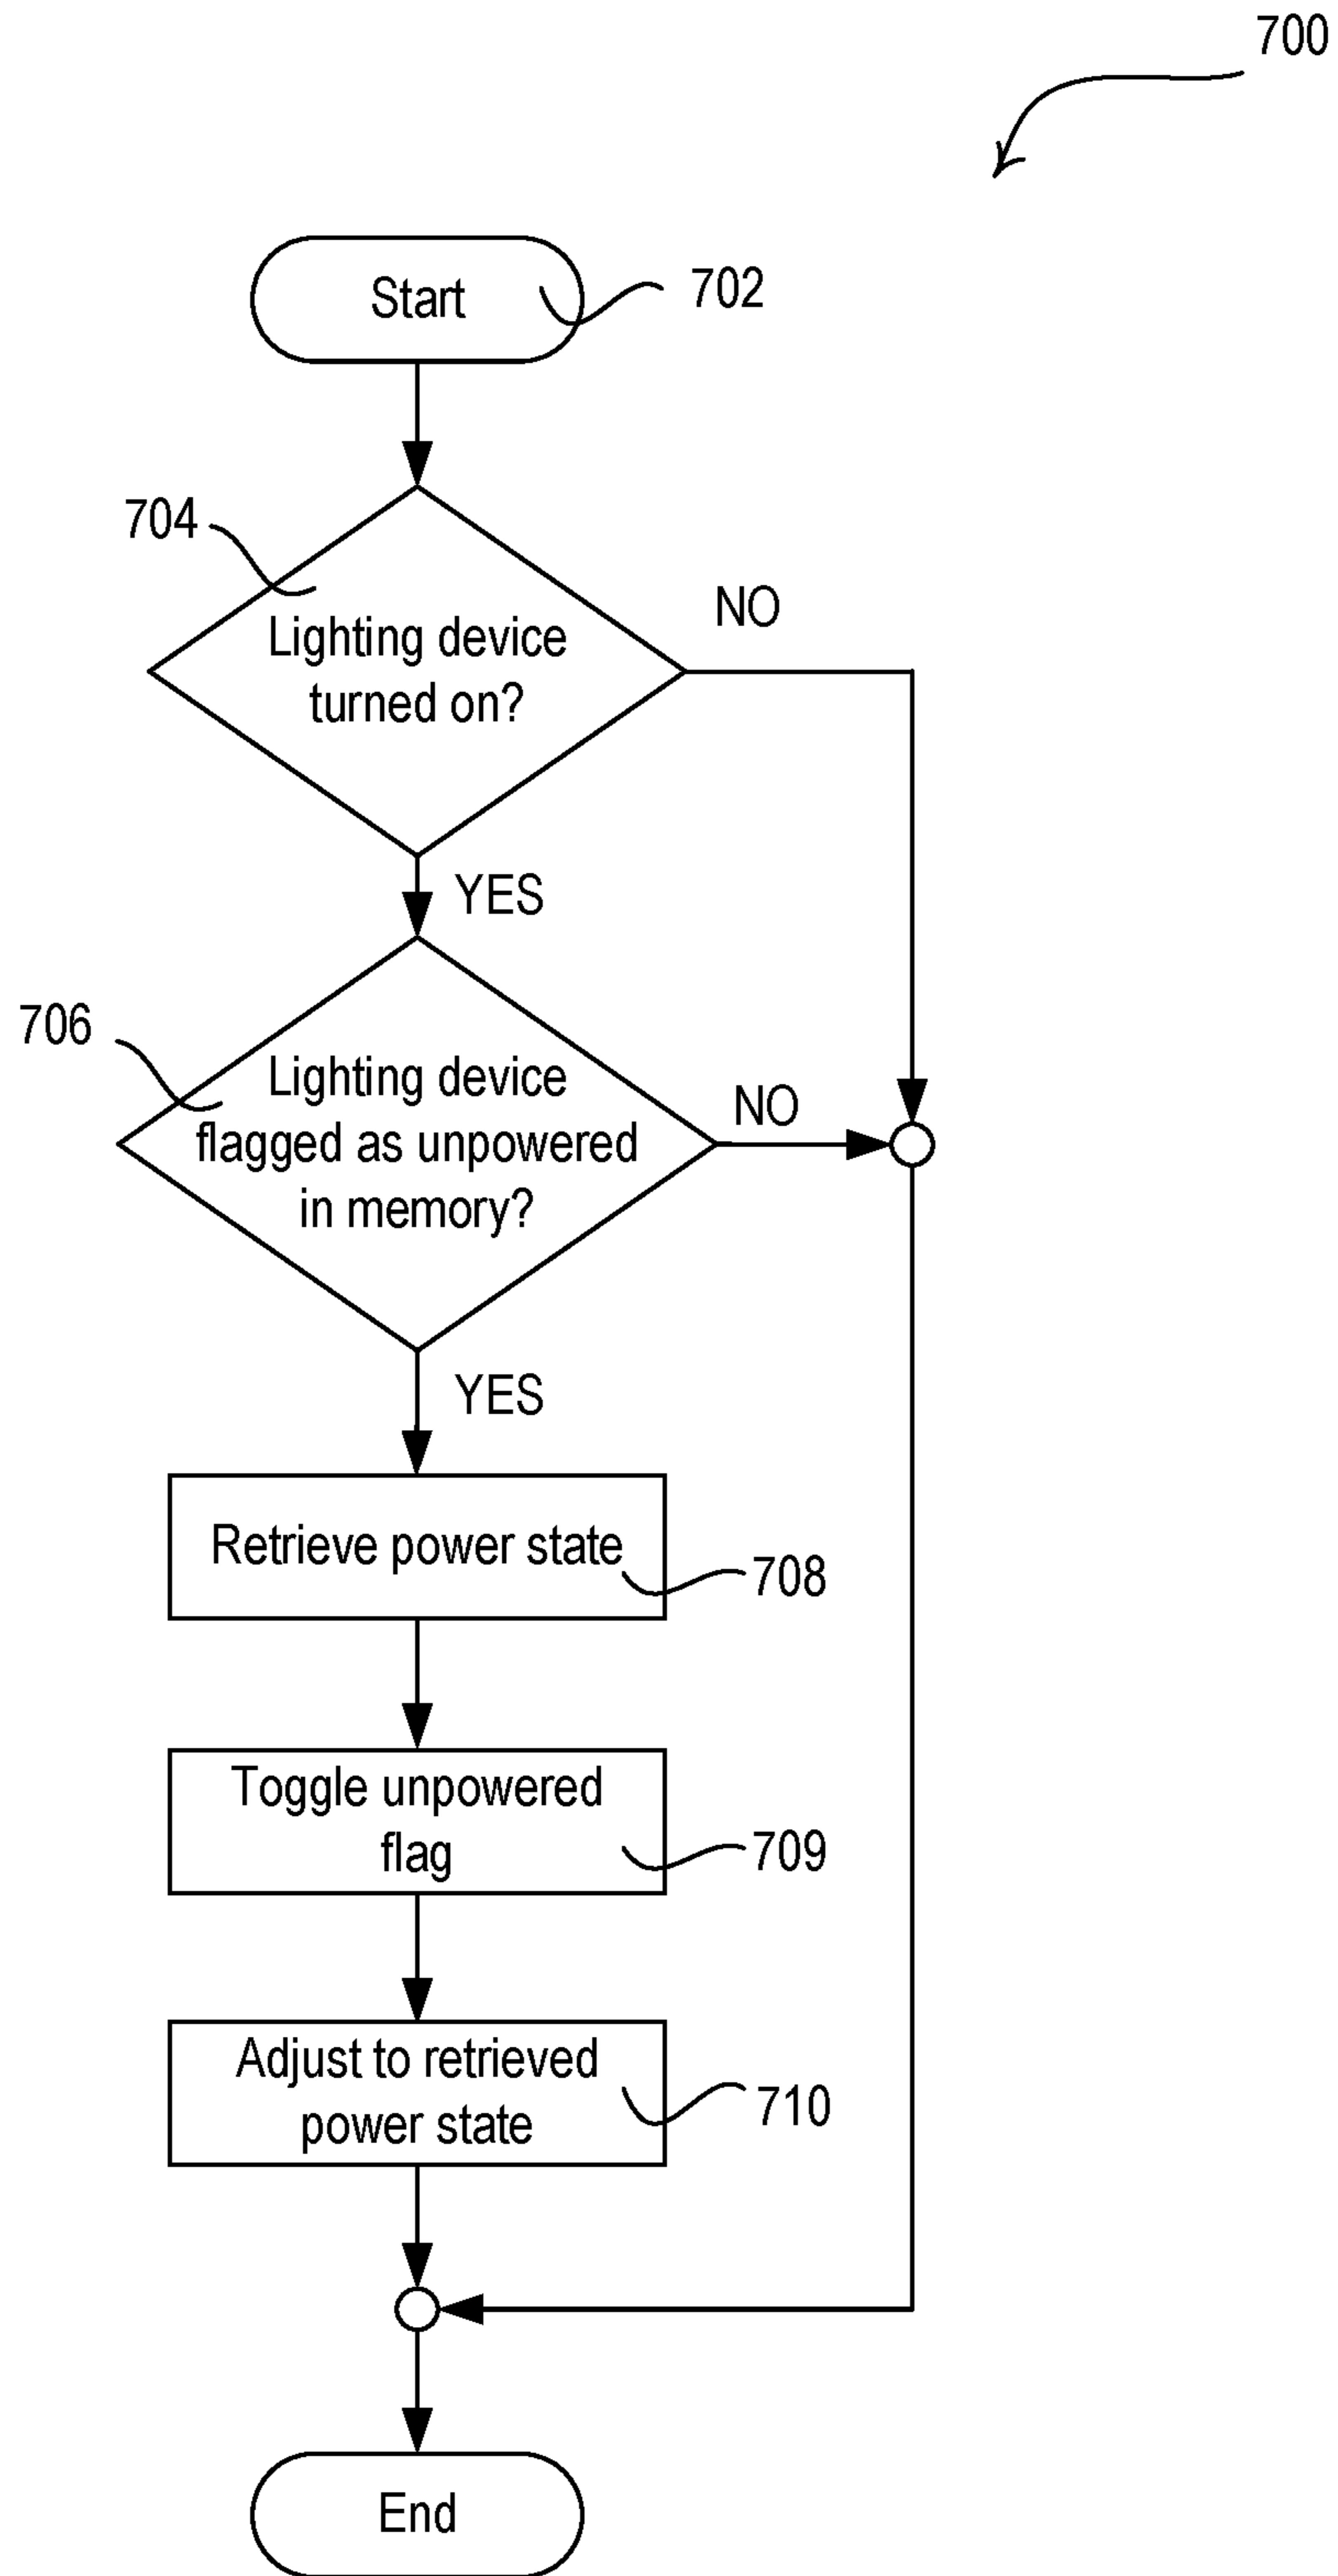 700
Start
702
704
Lighting device
turned on?
NO
YES
706
Lighting device
flagged as unpowered
in memory?
NO
YES
Retrieve power state
708
Toggle unpowered
flag
709
Adjust to retrieved
power state
710
End